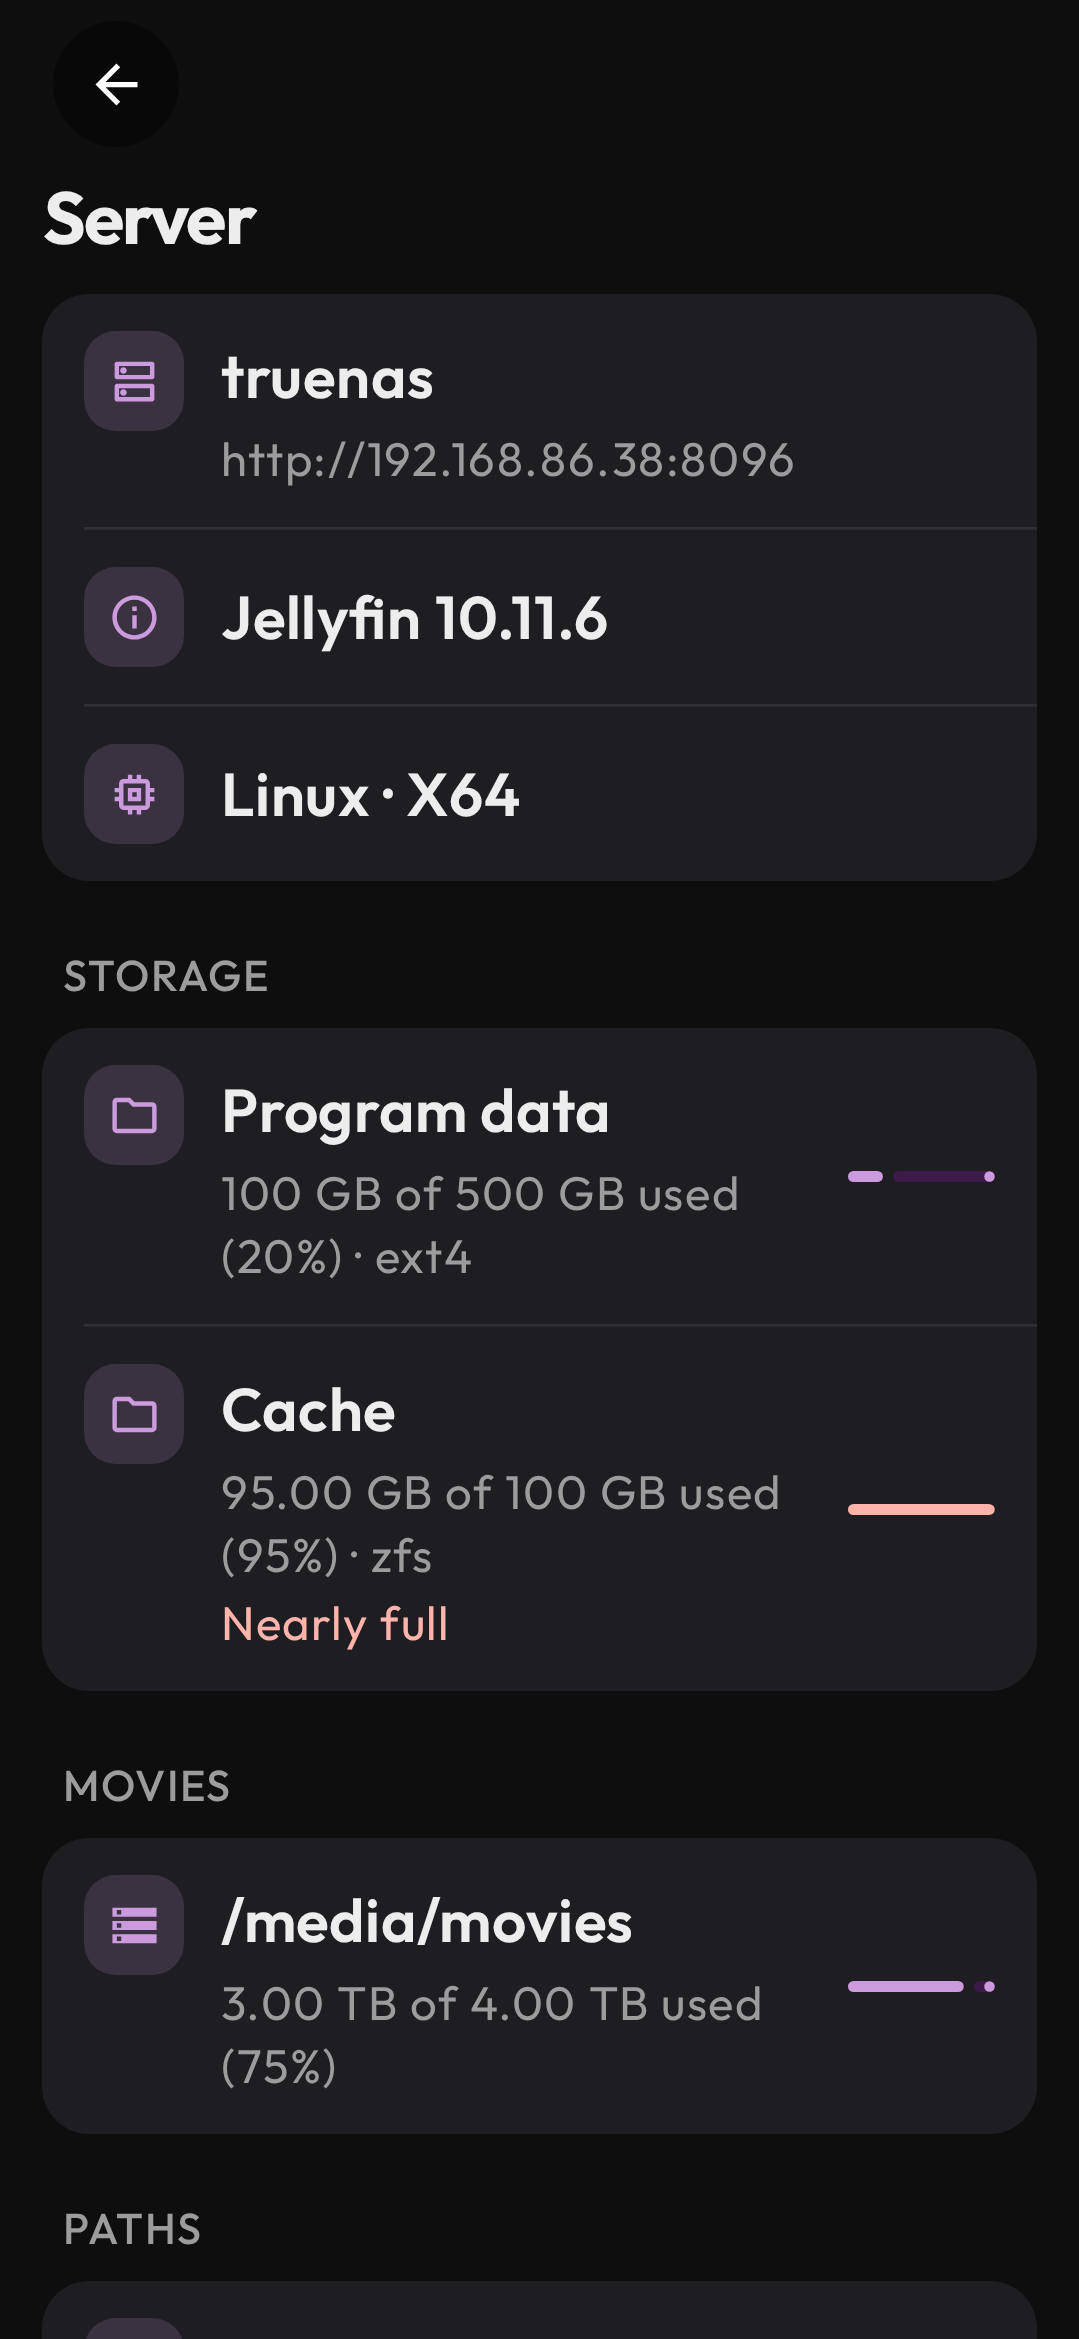 Server
truenas
http://192.168.86.38:8096
Jellyfin 10.11.6
Linux · X64
STORAGE
Program data
100 GB of 500 GB used
(20%) · ext4
Cache
95.00 GB of 100 GB used
(95%) · zfs
Nearly full
MOVIES
/media/movies
3.00 TB of 4.00 TB used
(75%)
PATHS